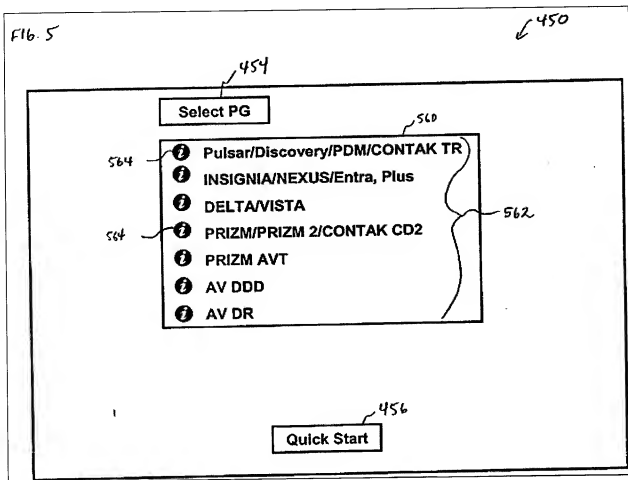 FIG. 5
450
454
Select PG
560
564
i Pulsar/Discovery/PDM/CONTAK TR
i INSIGNIA/NEXUS/Entra, Plus
i DELTA/VISTA
562
564
i PRIZM/PRIZM 2/CONTAK CD2
i PRIZM AVT
i AV DDD
i AV DR
456
Quick Start